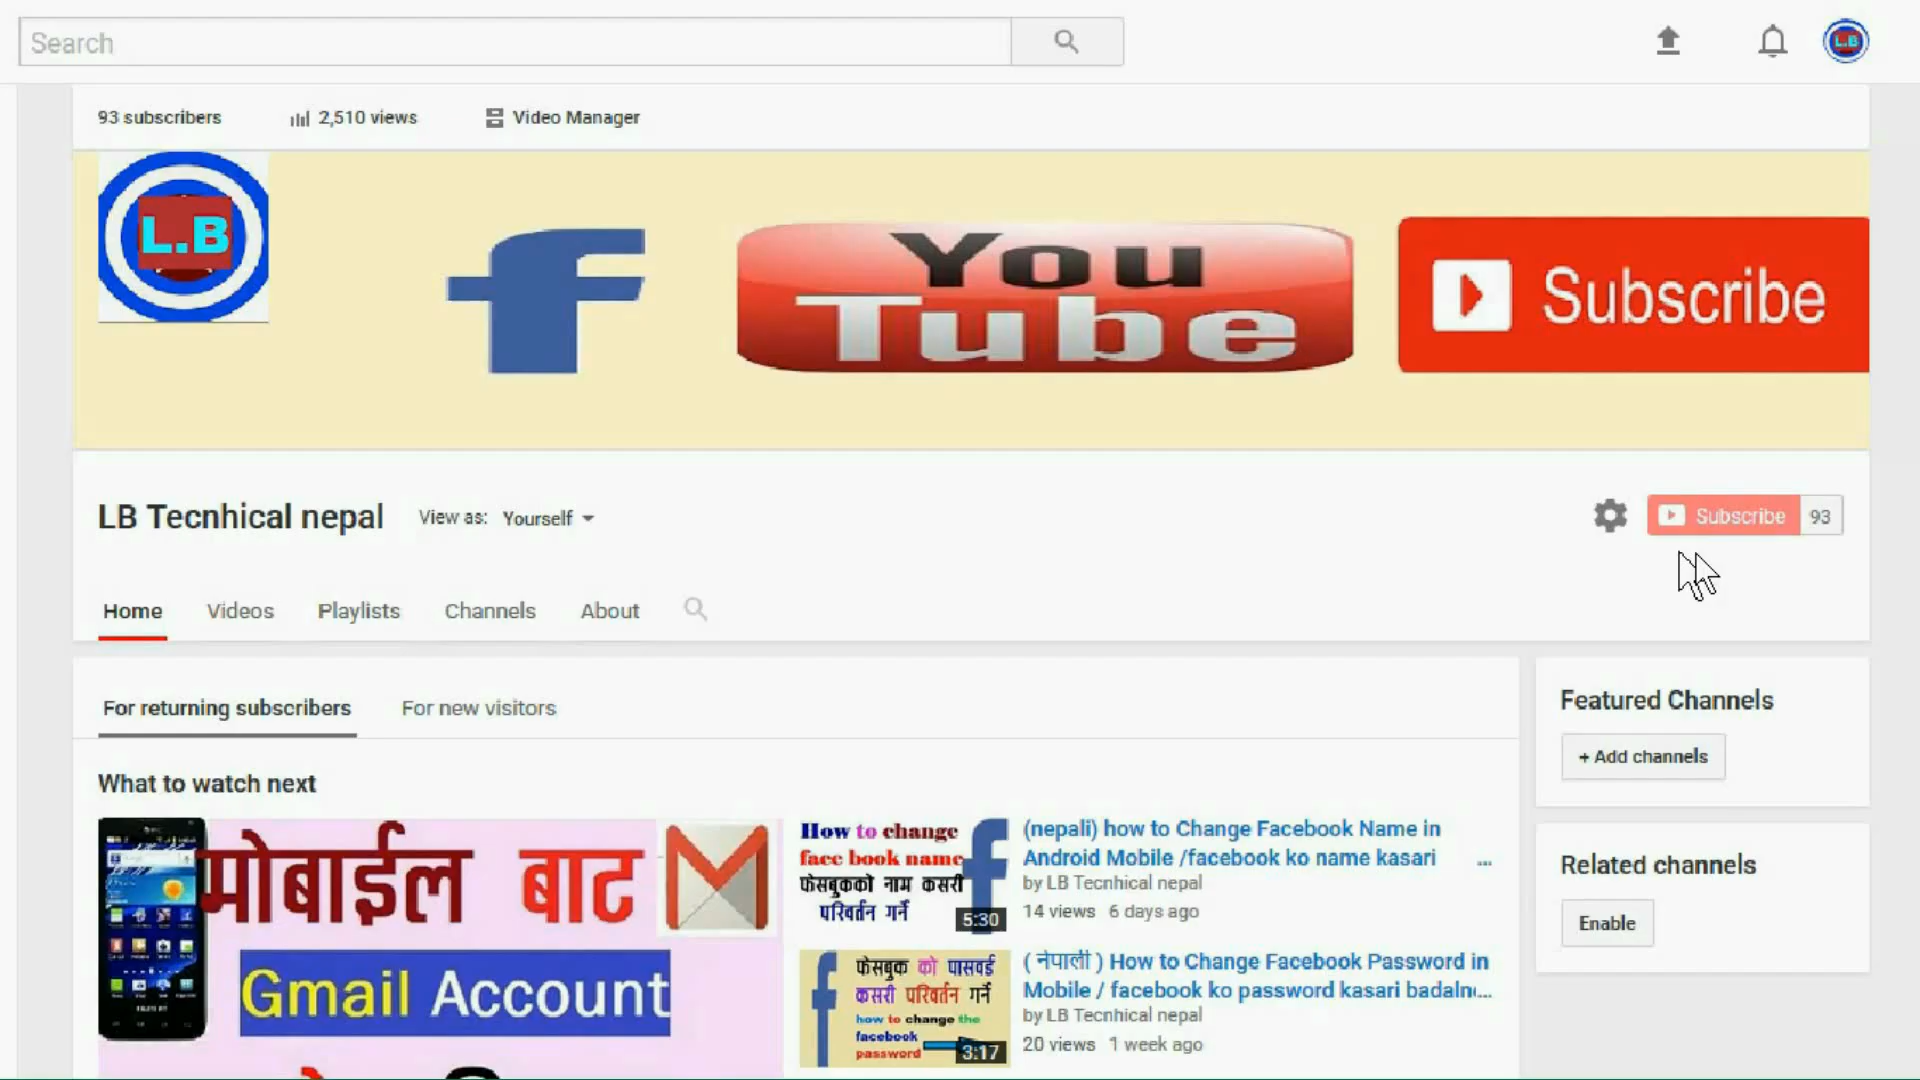 Search
L.B
93 subscribers
2,510 views
Video Manager
L.B
f
You
Tube
Subscribe
LB Tecnhical nepal
View as: Yourself
Subscribe 93
Home Videos Playlists Channels About
For returning subscribers For new visitors
What to watch next
मोबाईल बाट
Gmail Account
How to change
face book name
फेसबुकको नाम कसरी
परिवर्तन गर्ने
5:30
(nepali) how to Change Facebook Name in
Android Mobile /facebook ko name kasari ...
by LB Tecnhical nepal
14 views 6 days ago
फेसबुक को पासवर्ड
कसरी परिवर्तन गर्ने
how to change the
facebook
password
3:17
( नेपाली ) How to Change Facebook Password in
Mobile / facebook ko password kasari badaln...
by LB Tecnhical nepal
20 views 1 week ago
Featured Channels
+ Add channels
Related channels
Enable